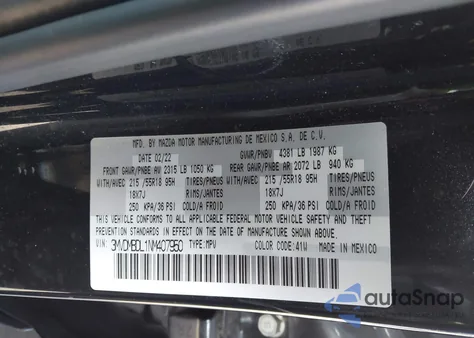 MFD. BY MAZDA MOTOR MANUFACTURING DE MEXICO S.A. DE C.V.
DATE 02/22 GVWR/PNBV 4381 LB 1987 KG
FRONT GAWR/PNBE AV 2315 LB 1050 KG REAR GAWR/PNBE AR 2072 LB 940 KG
WITH/AVEC 215 /55R18 95H TIRES/PNEUS WITH/AVEC 215 /55R18 95H TIRES/PNEUS
18X7J RIMS/JANTES 18X7J RIMS/JANTES
250 KPA/36 PSI COLD/A FROID 250 KPA/36 PSI COLD/A FROID
THIS VEHICLE CONFORMS TO ALL APPLICABLE FEDERAL MOTOR VEHICLE SAFETY STANDARDS
IN EFFECT ON THE DATE OF MANUFACTURE SHOWN ABOVE.
VIN: 3MVDMBDL1NM407960 TYPE: MPV COLOR CODE: 41W MADE IN MEXICO
autoSnap